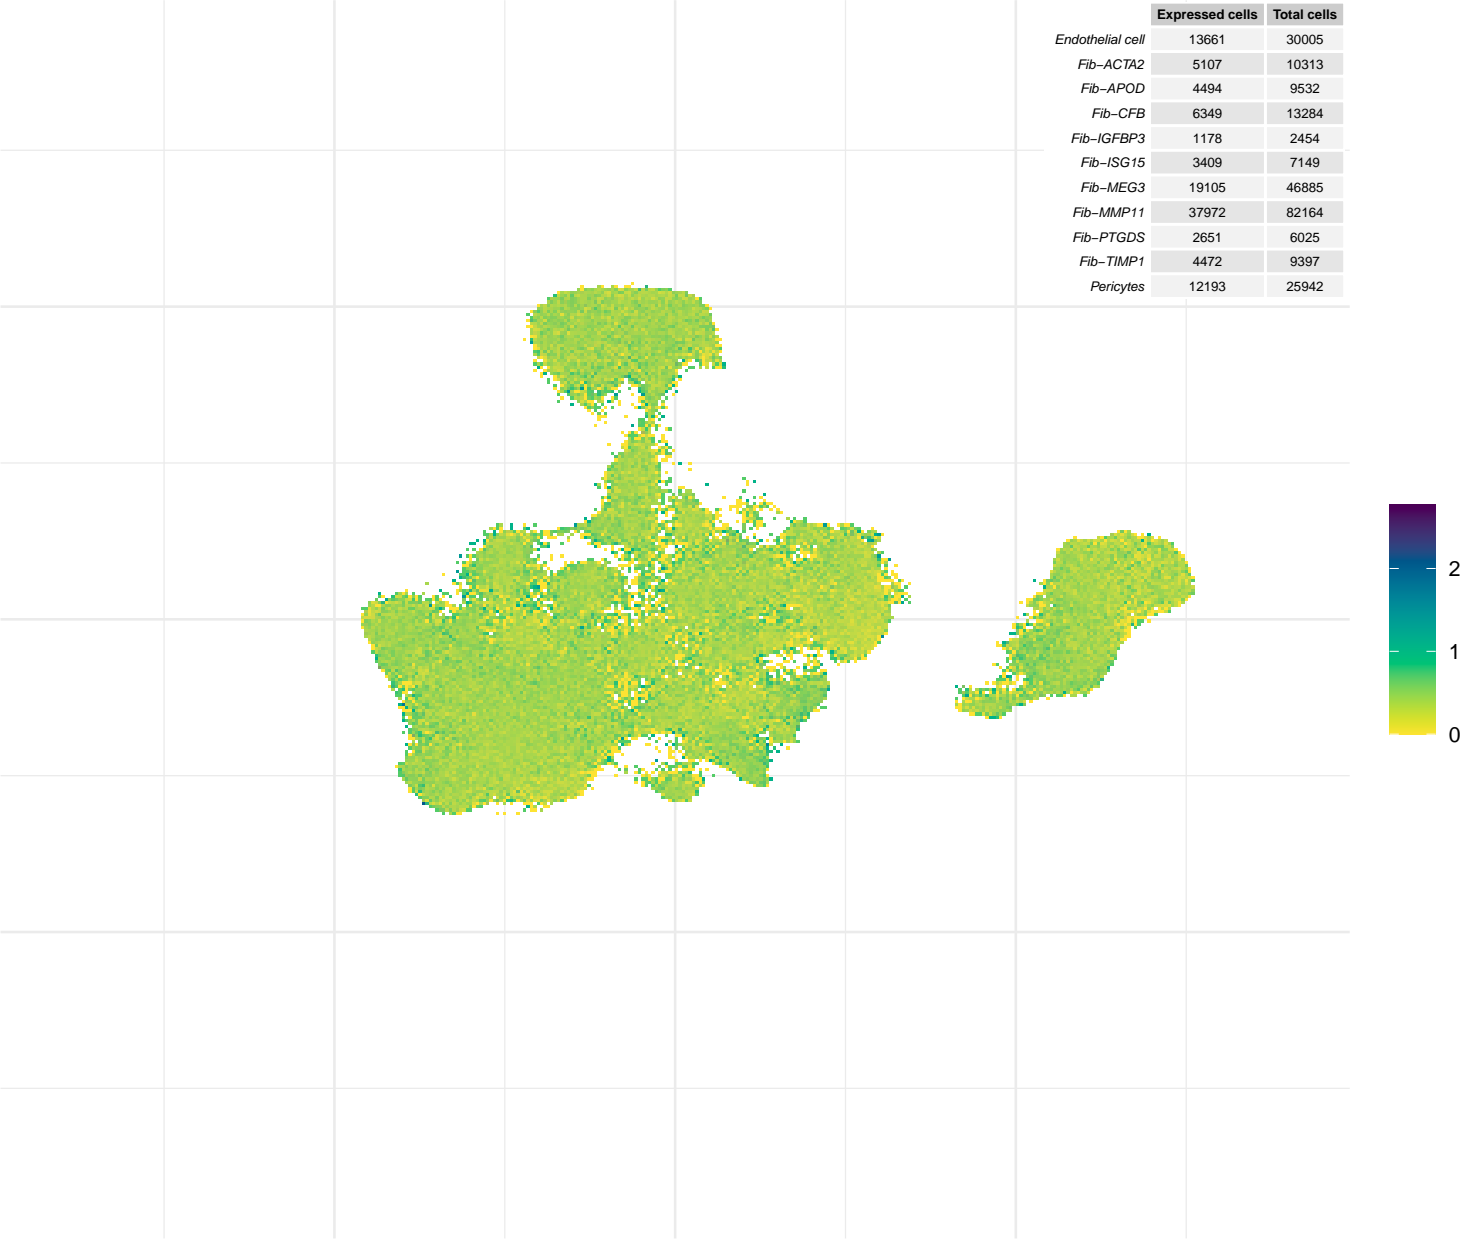 Expressed cells Total cells
Endothelial cell 13661 30005
Fib−ACTA2 5107 10313
Fib−APOD 4494 9532
Fib−CFB 6349 13284
Fib−IGFBP3 1178 2454
Fib−ISG15 3409 7149
Fib−MEG3 19105 46885
Fib−MMP11 37972 82164
Fib−PTGDS 2651 6025
Fib−TIMP1 4472 9397
Pericytes 12193 25942
2
1
0